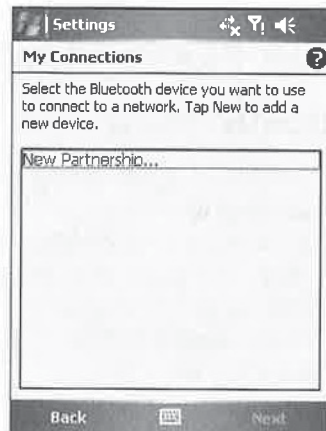 Settings
My Connections
Select the Bluetooth device you want to use
to connect to a network. Tap New to add a
new device.
New Partnership...
Back Next